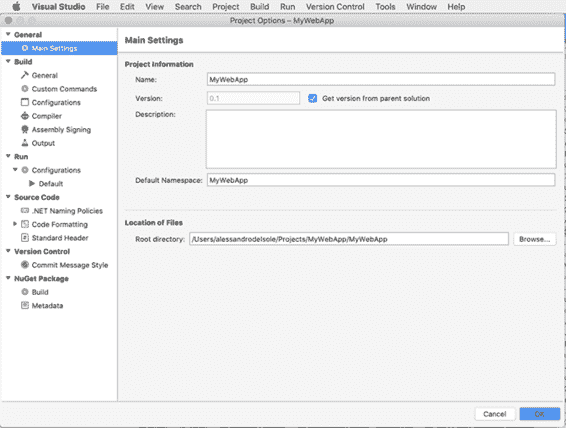 Visual Studio File Edit View Search Project Build Run Version Control Tools Window Help
Project Options – MyWebApp
General
Main Settings
Build
General
Custom Commands
Configurations
Compiler
Assembly Signing
Output
Run
Configurations
Default
Source Code
.NET Naming Policies
Code Formatting
Standard Header
Version Control
Commit Message Style
NuGet Package
Build
Metadata
Main Settings
Project Information
Name: MyWebApp
Version: 0.1 Get version from parent solution
Description:
Default Namespace: MyWebApp
Location of Files
Root directory: /Users/alessandrodelsole/Projects/MyWebApp/MyWebApp Browse...
Cancel OK